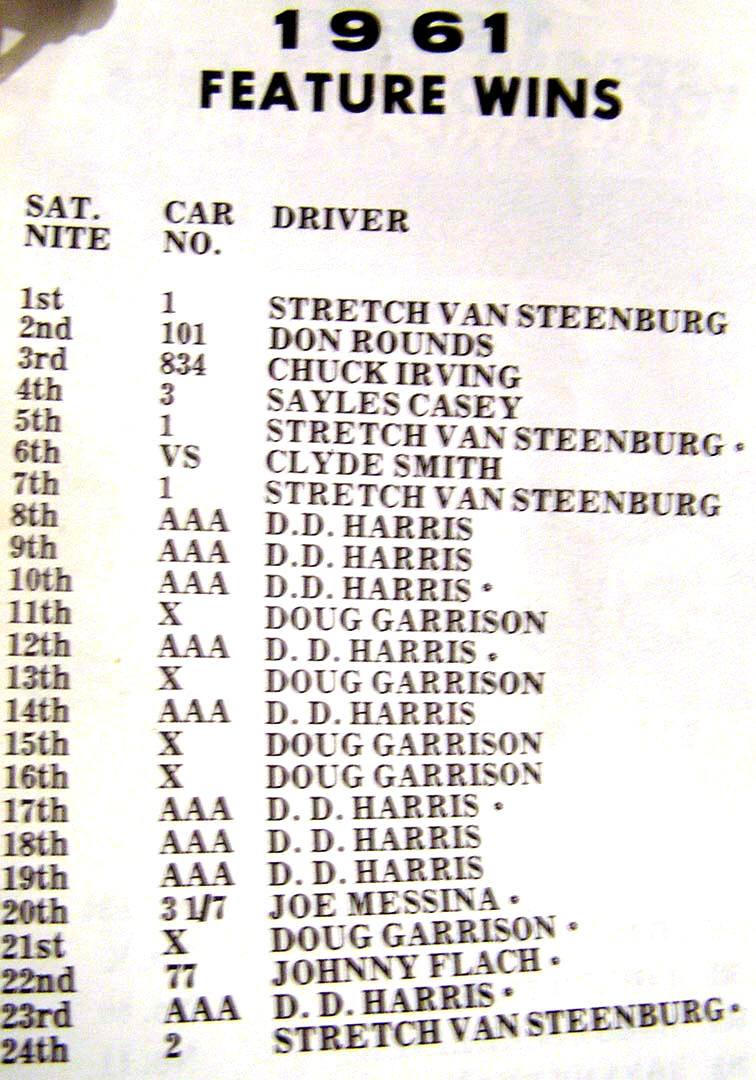 1961
FEATURE WINS
SAT. NITE CAR NO. DRIVER
1st 1 STRETCH VAN STEENBURG
2nd 101 DON ROUNDS
3rd 834 CHUCK IRVING
4th 3 SAYLES CASEY
5th 1 STRETCH VAN STEENBURG •
6th VS CLYDE SMITH
7th 1 STRETCH VAN STEENBURG
8th AAA D.D. HARRIS
9th AAA D.D. HARRIS
10th AAA D.D. HARRIS •
11th X DOUG GARRISON
12th AAA D. D. HARRIS •
13th X DOUG GARRISON
14th AAA D. D. HARRIS
15th X DOUG GARRISON
16th X DOUG GARRISON
17th AAA D. D. HARRIS •
18th AAA D. D. HARRIS
19th AAA D. D. HARRIS
20th 3 1/7 JOE MESSINA •
21st X DOUG GARRISON •
22nd 77 JOHNNY FLACH •
23rd AAA D. D. HARRIS •
24th 2 STRETCH VAN STEENBURG •